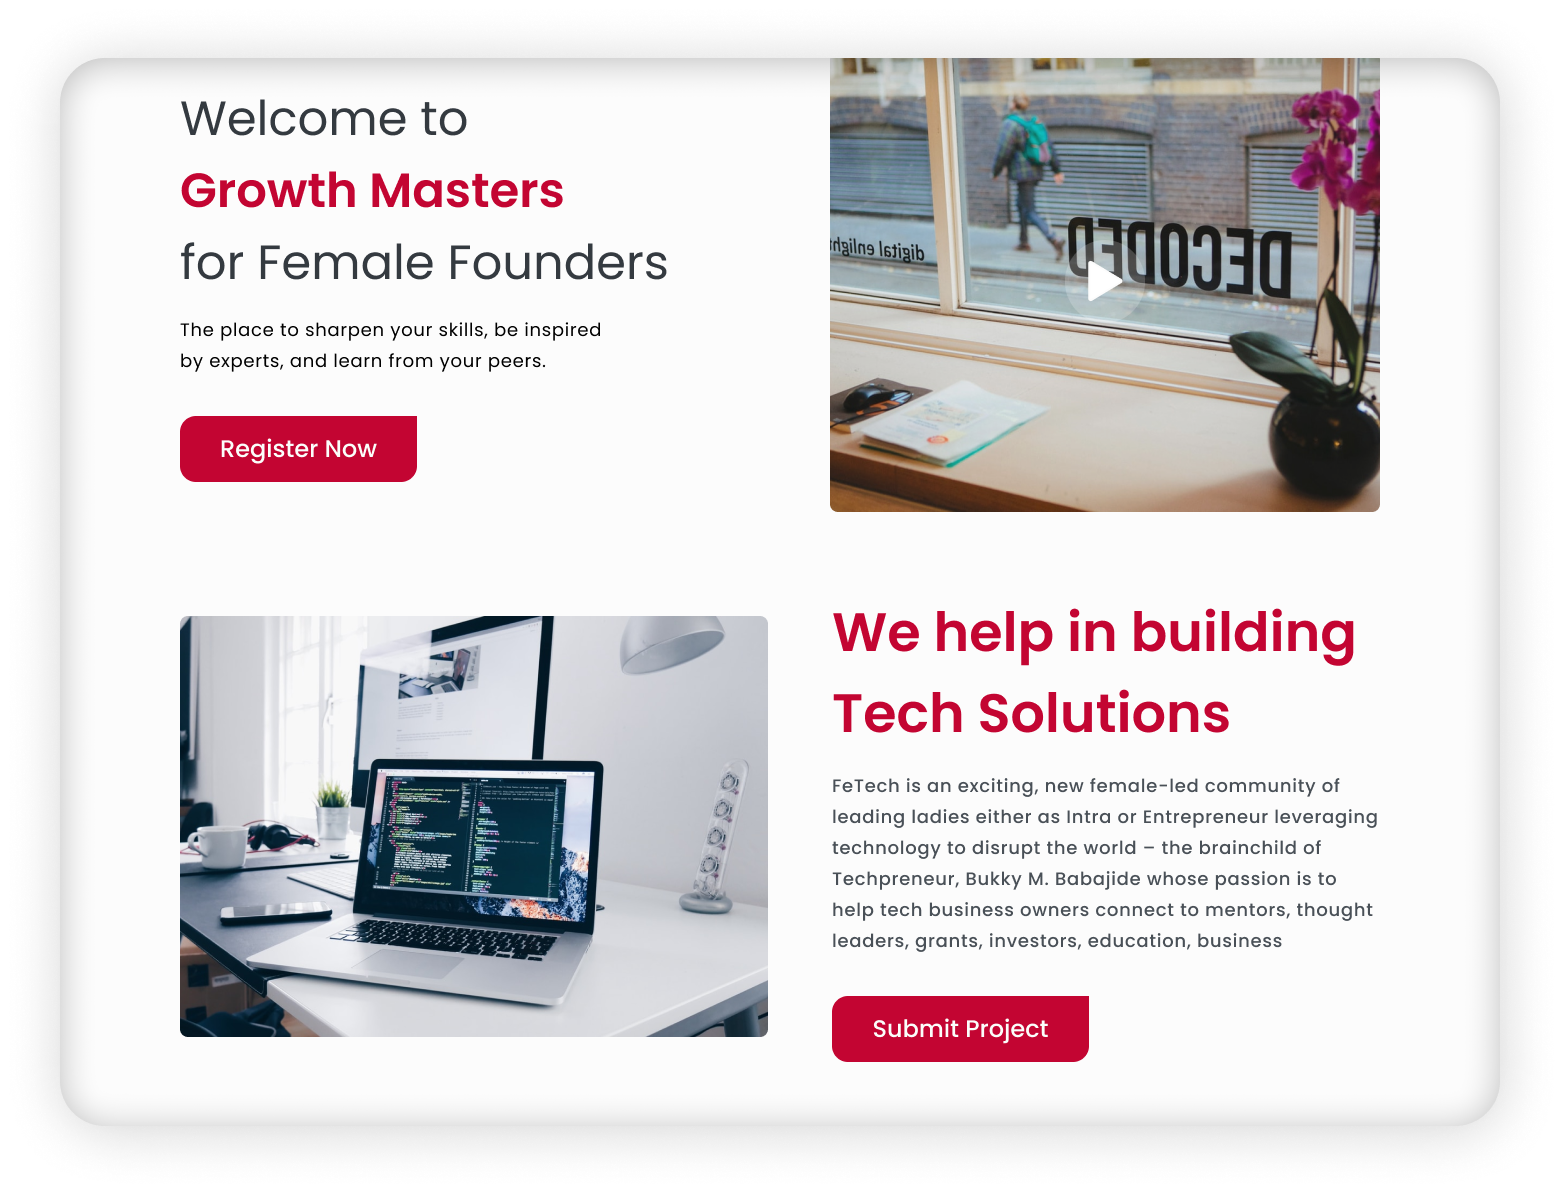 Welcome to
Growth Masters
for Female Founders
The place to sharpen your skills, be inspired
by experts, and learn from your peers.
Register Now
digital enligh
DECODED
We help in building
Tech Solutions
FeTech is an exciting, new female-led community of
leading ladies either as Intra or Entrepreneur leveraging
technology to disrupt the world – the brainchild of
Techpreneur, Bukky M. Babajide whose passion is to
help tech business owners connect to mentors, thought
leaders, grants, investors, education, business
Submit Project